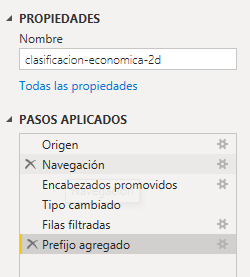 PROPIEDADES
Nombre
clasificacion-economica-2d
Todas las propiedades
PASOS APLICADOS
Origen
Navegación
Encabezados promovidos
Tipo cambiado
Filas filtradas
Prefijo agregado